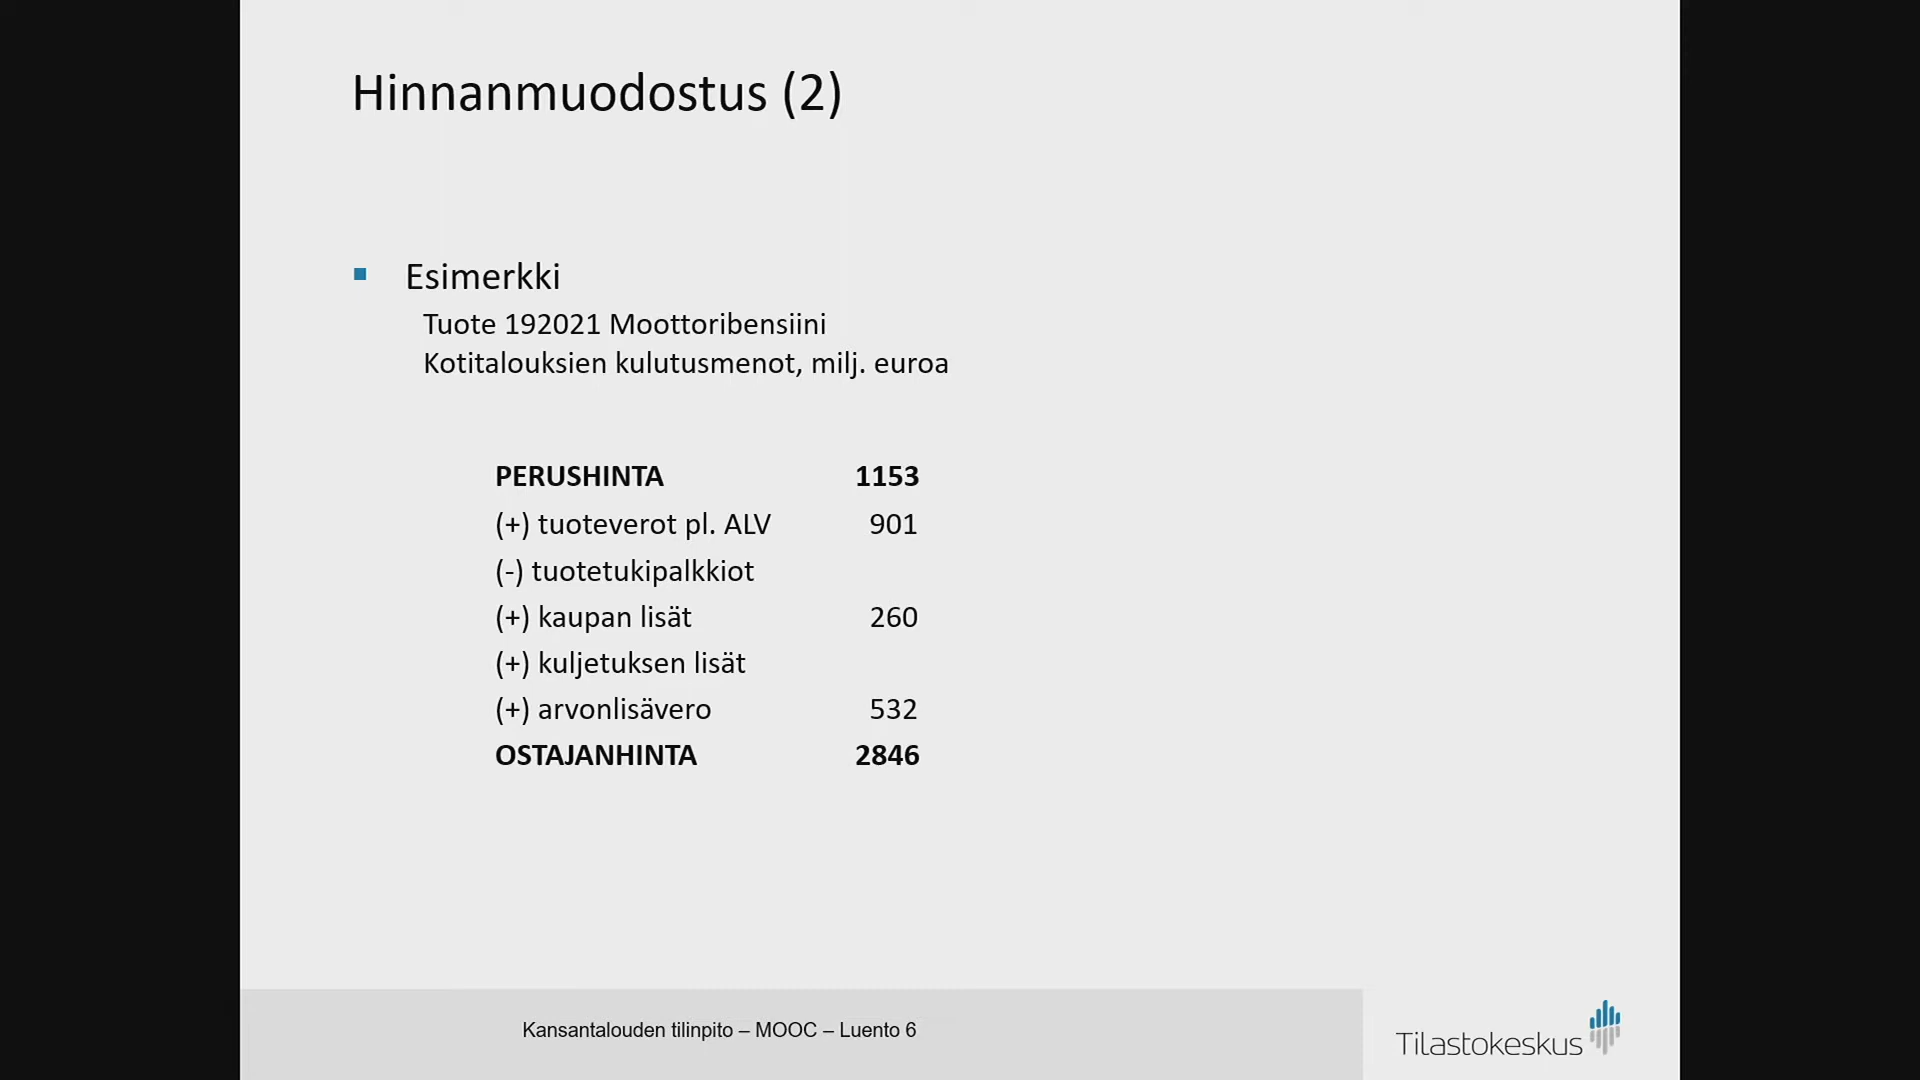 Hinnanmuodostus (2)
Esimerkki
Tuote 192021 Moottoribensiini
Kotitalouksien kulutusmenot, milj. euroa
PERUSHINTA 1153
(+) tuoteverot pl. ALV 901
(-) tuotetukipalkkiot
(+) kaupan lisät 260
(+) kuljetuksen lisät
(+) arvonlisävero 532
OSTAJANHINTA 2846
Kansantalouden tilinpito – MOOC – Luento 6
Tilastokeskus